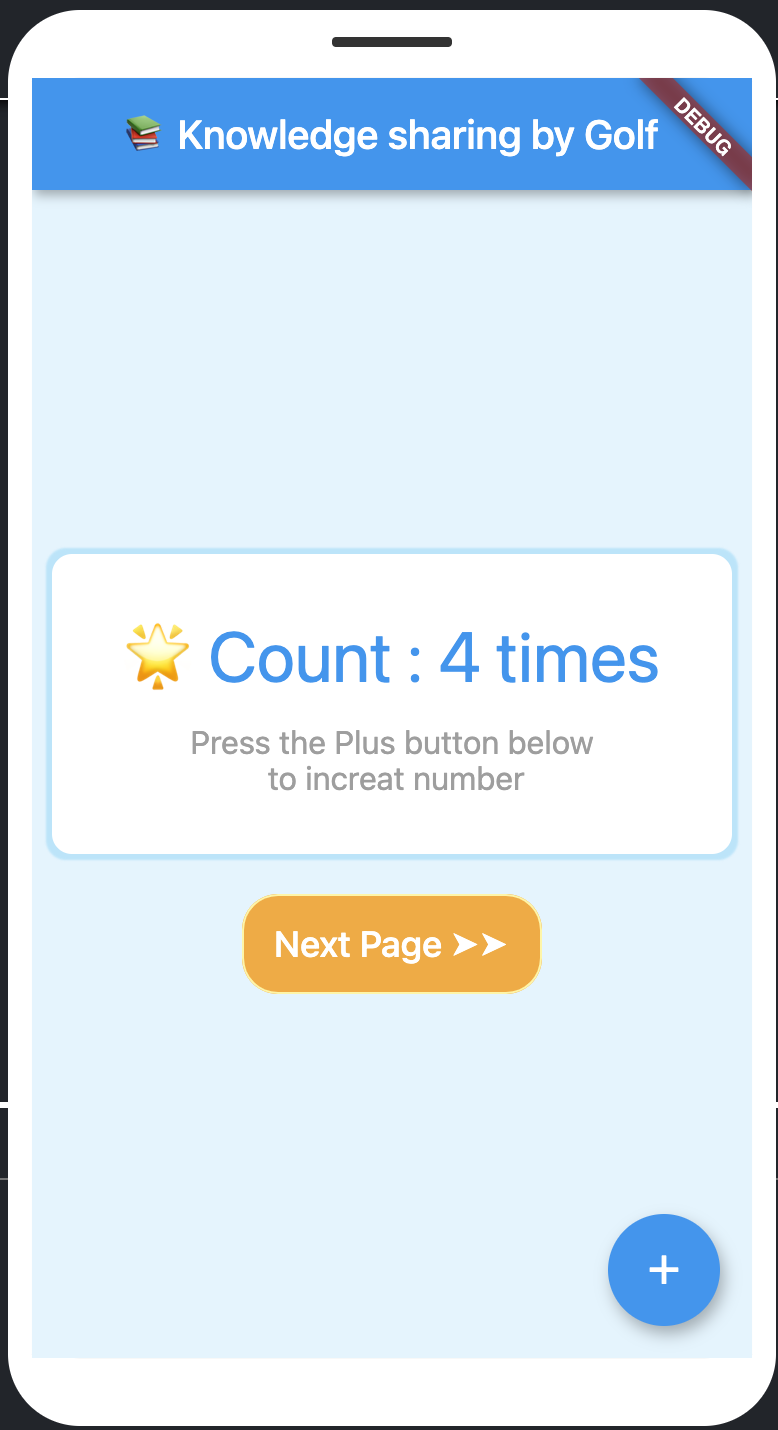 📚 Knowledge sharing by Golf
DEBUG
🌟 Count : 4 times
Press the Plus button below
to increat number
Next Page ➤➤
+